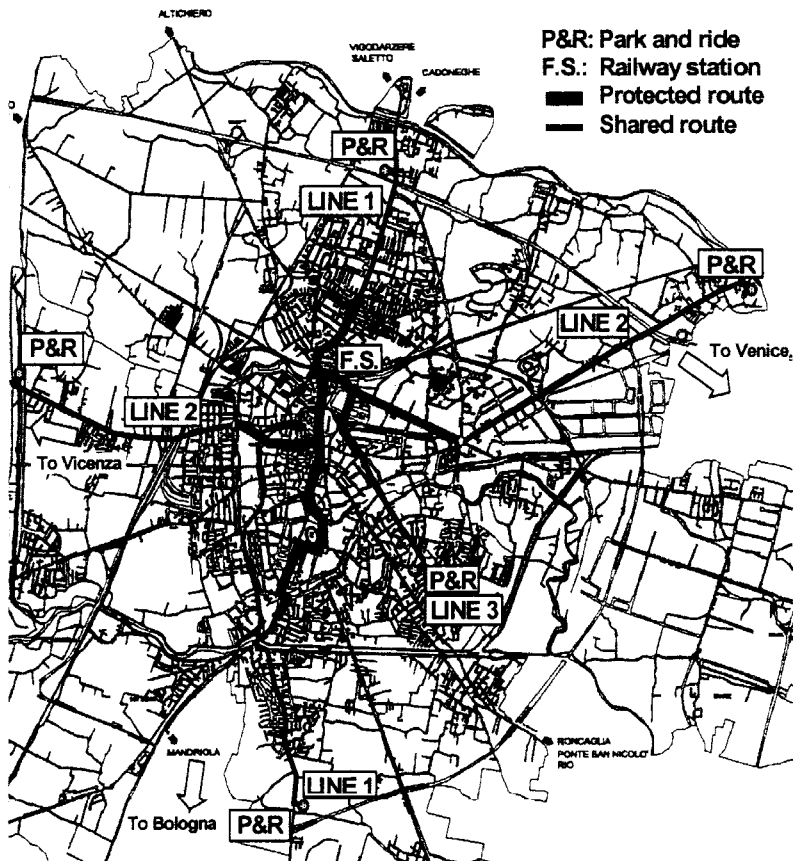 ALTICHIERO
VIGODARZERE
SALETTO
CADONEGHE
P&R: Park and ride
F.S.: Railway station
Protected route
Shared route
P&R
LINE 1
P&R
LINE 2
F.S.
To Venice
P&R
LINE 2
To Vicenza
P&R
LINE 3
MANDRIOLA
RONCAGLIA
PONTE SAN NICOLO'
RIO
LINE 1
To Bologna
P&R